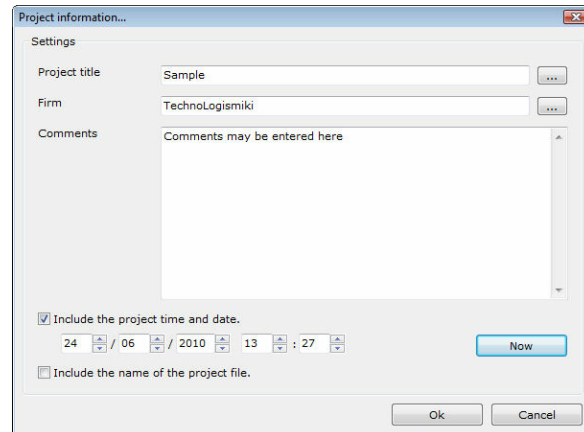 Project information...
Settings
Project title Sample ...
Firm TechnoLogismiki ...
Comments Comments may be entered here
Include the project time and date.
24 / 06 / 2010 13 : 27 Now
Include the name of the project file.
Ok Cancel